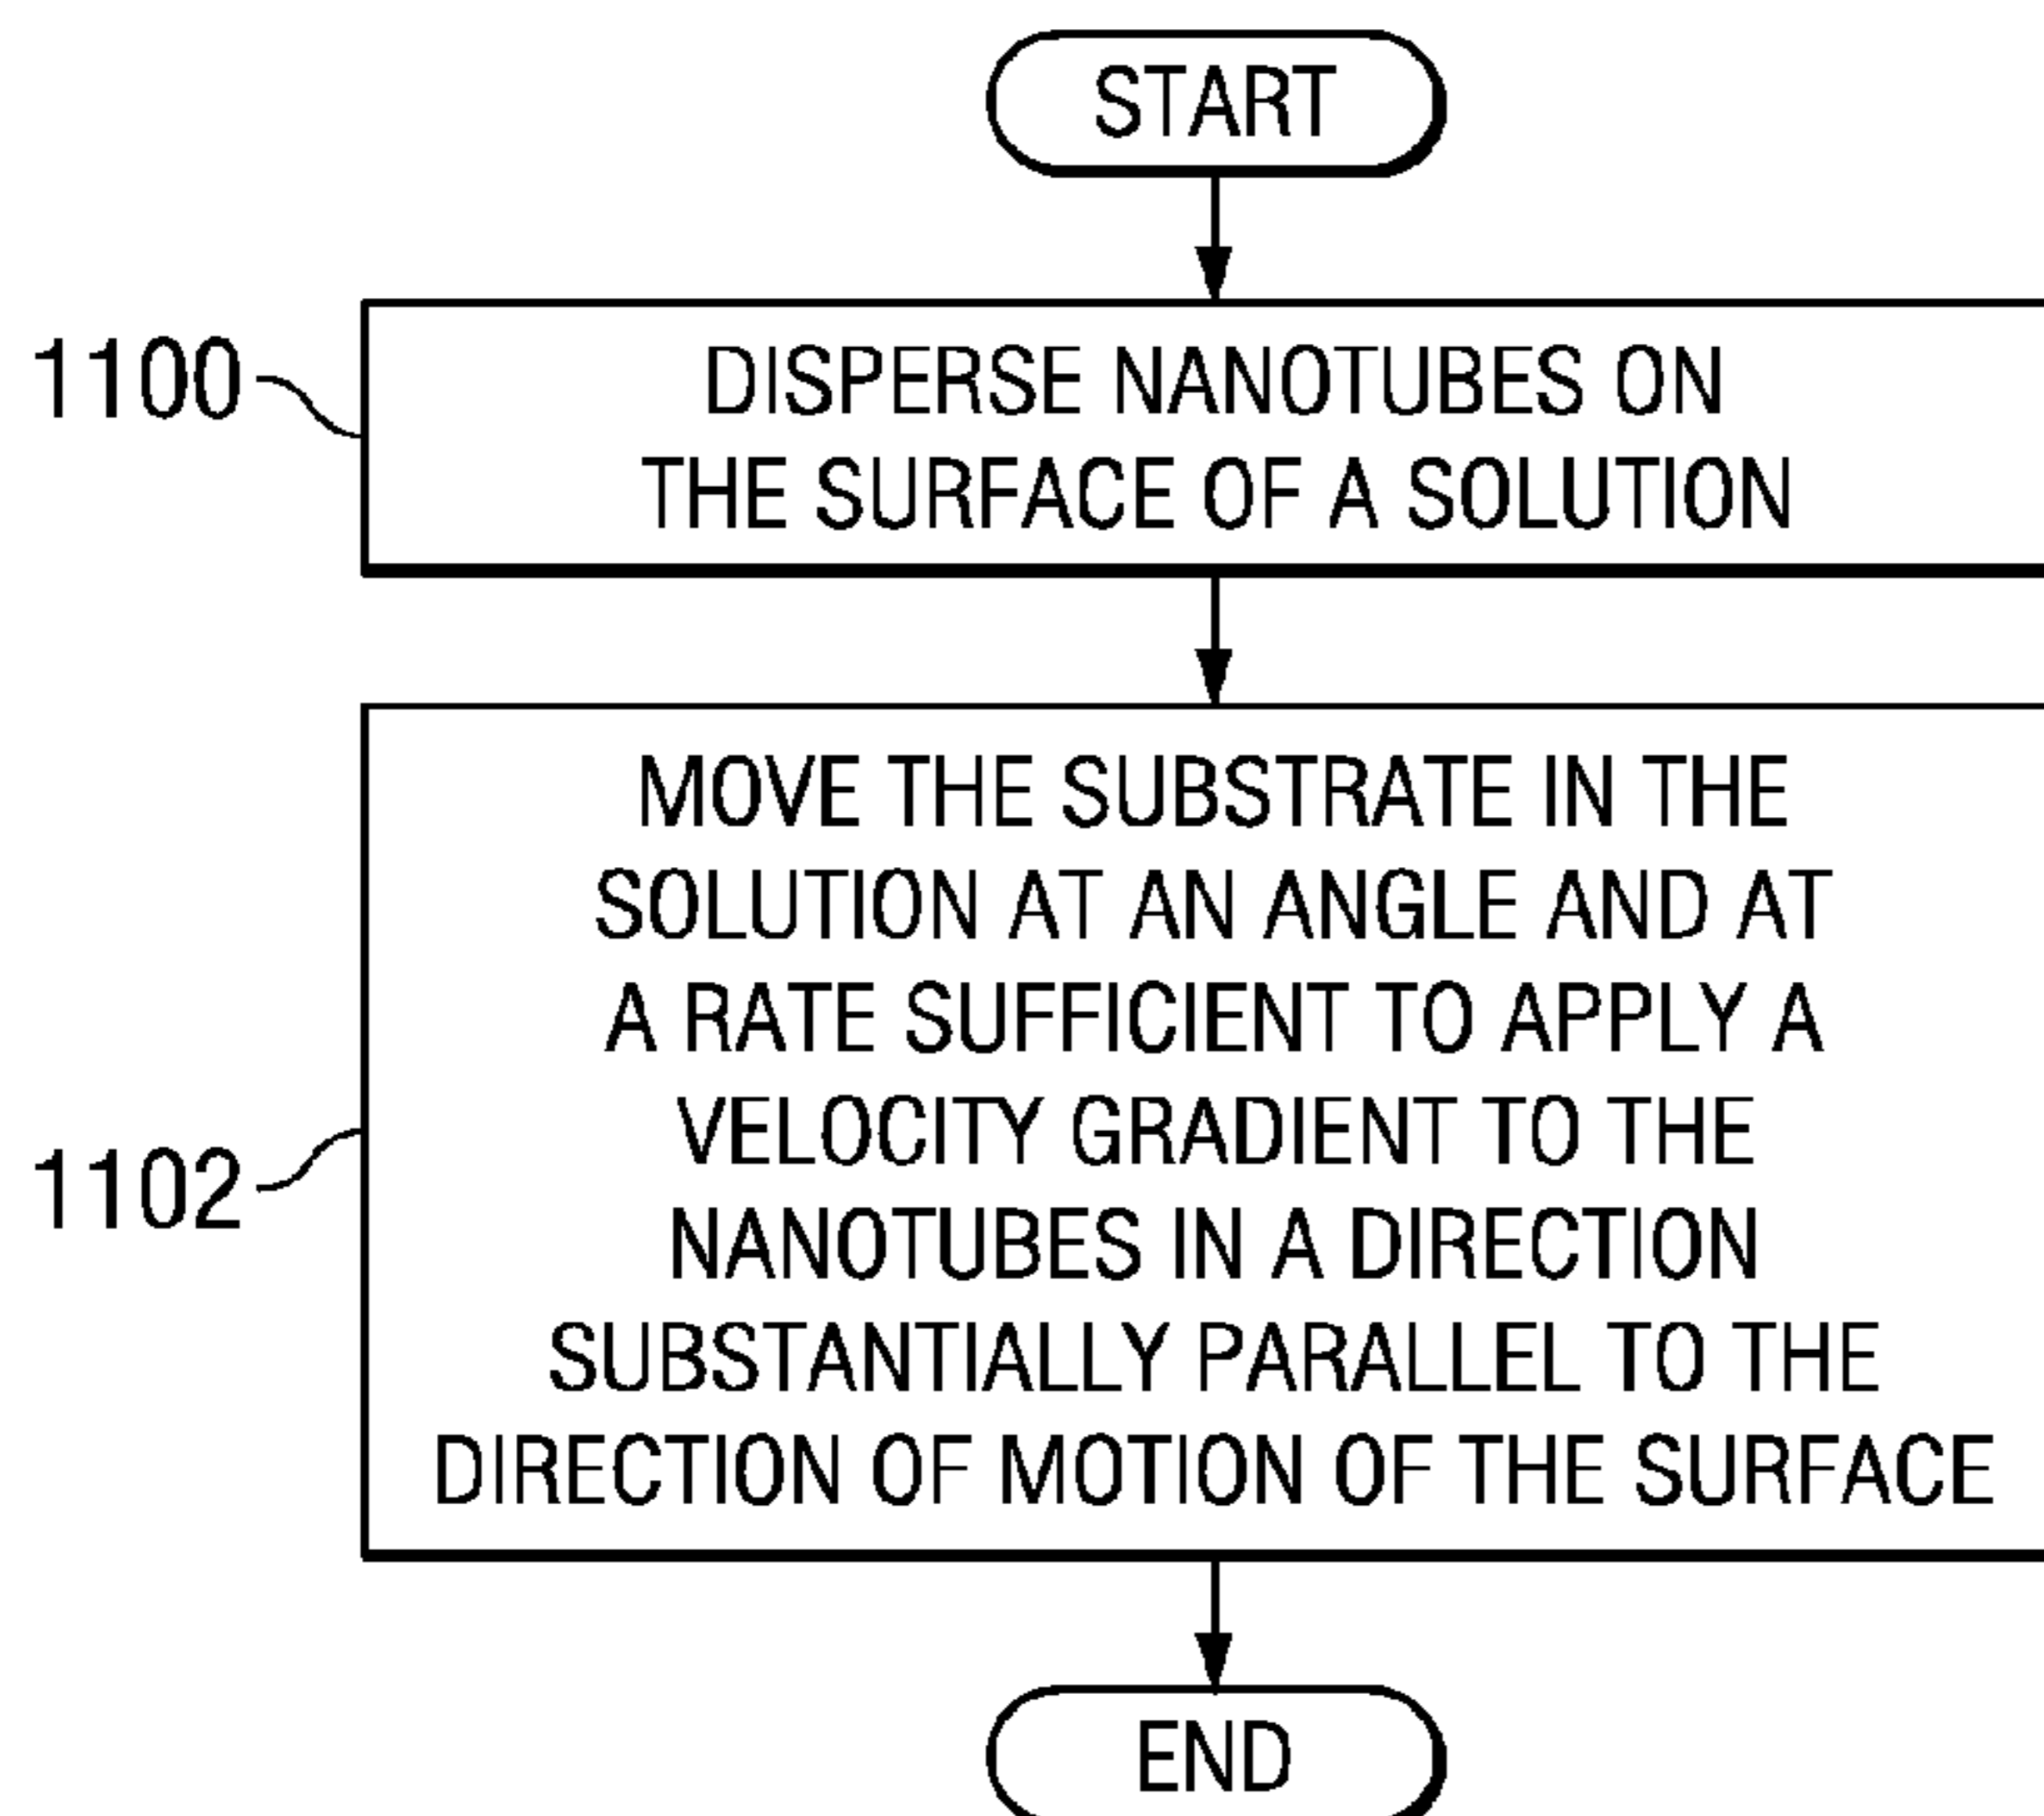 START
1100
DISPERSE NANOTUBES ON
THE SURFACE OF A SOLUTION
1102
MOVE THE SUBSTRATE IN THE
SOLUTION AT AN ANGLE AND AT
A RATE SUFFICIENT TO APPLY A
VELOCITY GRADIENT TO THE
NANOTUBES IN A DIRECTION
SUBSTANTIALLY PARALLEL TO THE
DIRECTION OF MOTION OF THE SURFACE
END